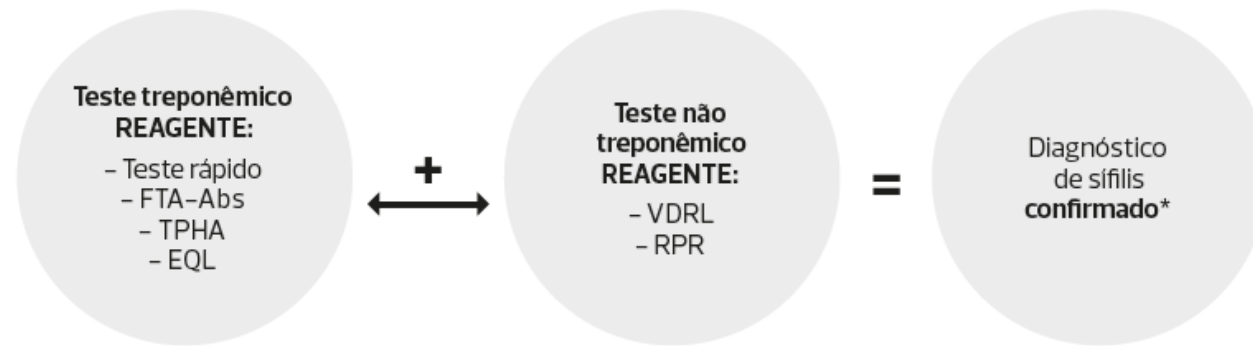 Teste treponêmico
REAGENTE:
– Teste rápido
– FTA-Abs
– TPHA
– EQL
+
Teste não
treponêmico
REAGENTE:
– VDRL
– RPR
=
Diagnóstico
de sífilis
confirmado*